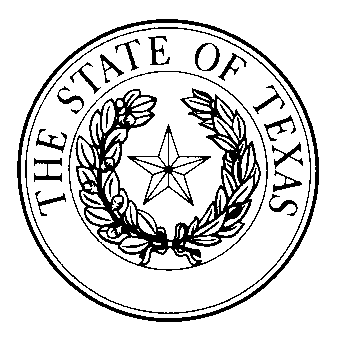 THE STATE OF TEXAS